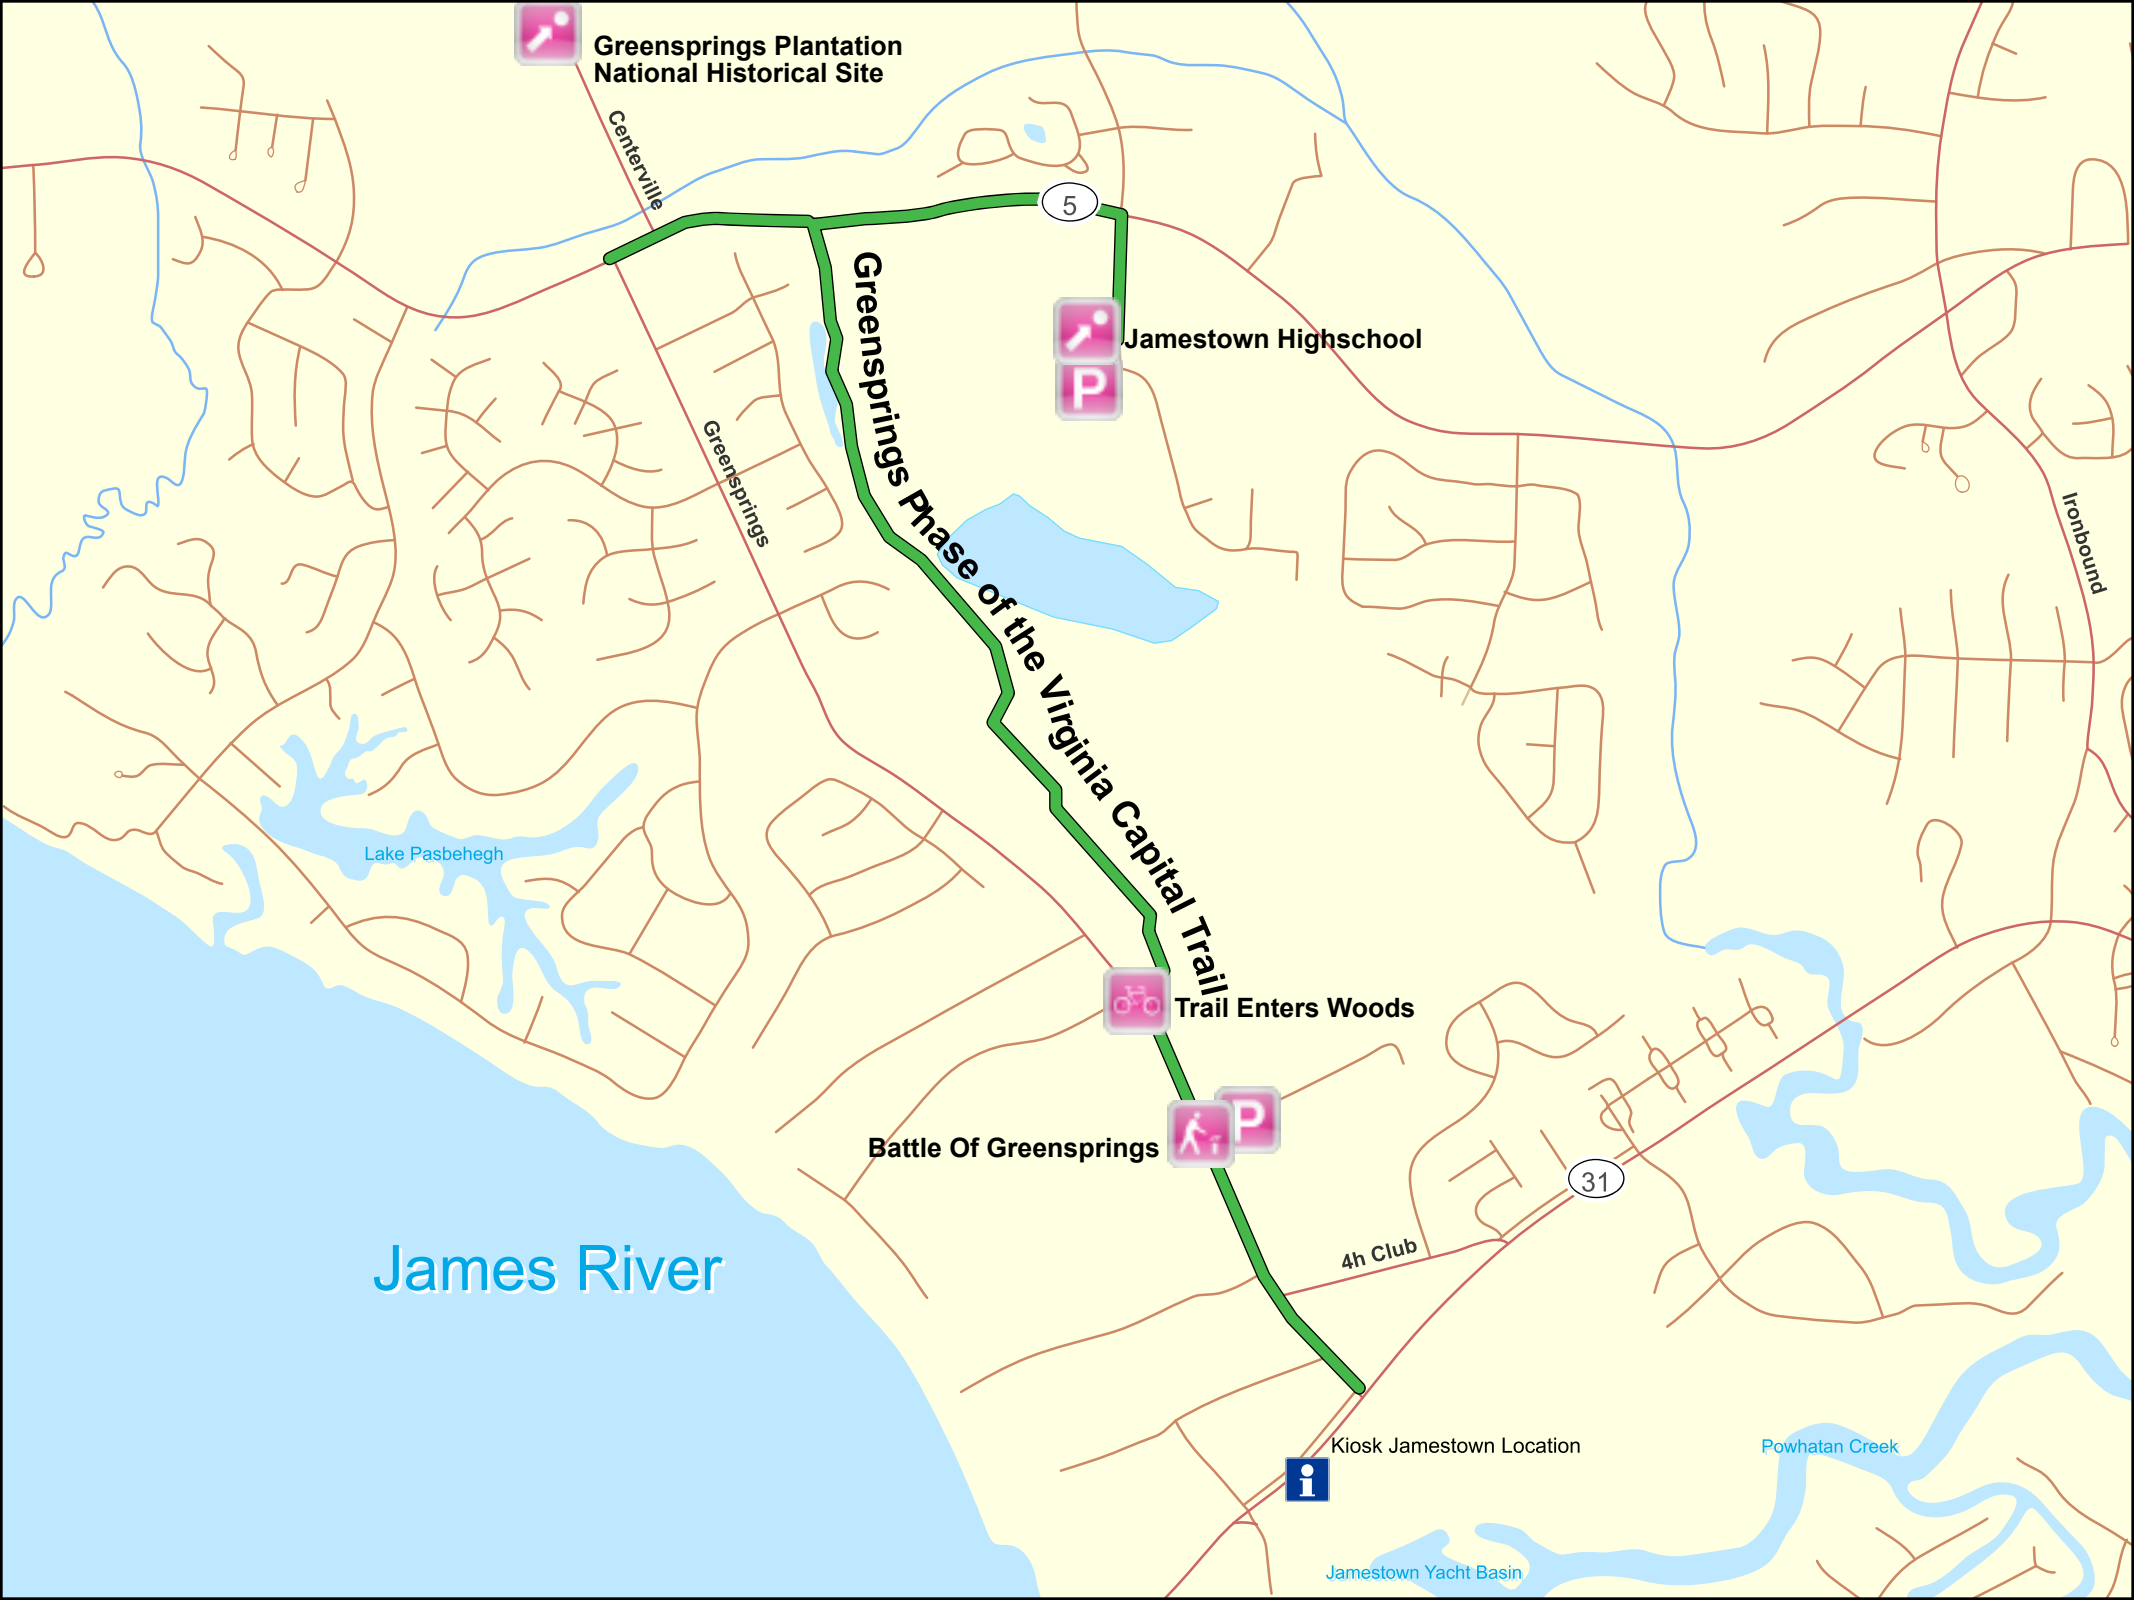 Greensprings Plantation
National Historical Site
Centerville
5
Greensprings Phase of the Virginia Capital Trail
Jamestown Highschool
P
Greensprings
Ironbound
Lake Pasbehegh
Trail Enters Woods
P
Battle Of Greensprings
31
4h Club
James River
Kiosk Jamestown Location
i
Powhatan Creek
Jamestown Yacht Basin